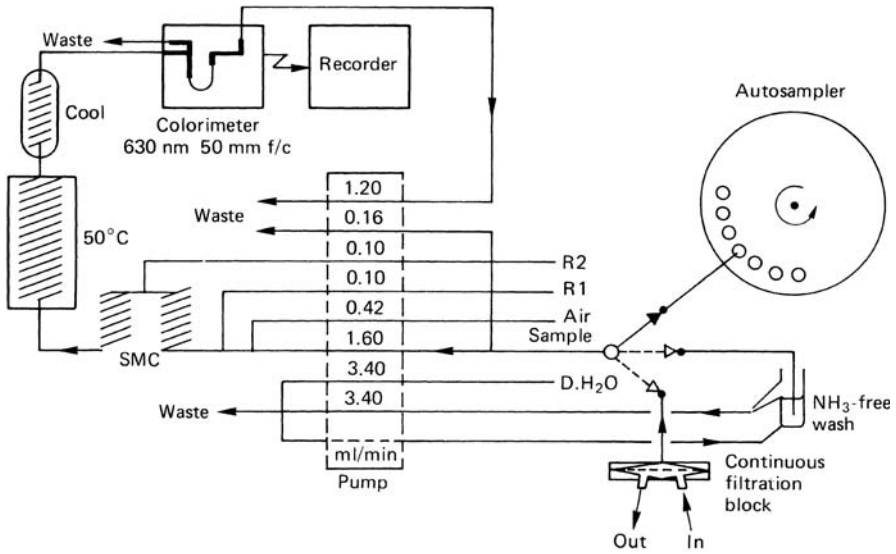 Waste
Recorder
Cool
Colorimeter
630 nm 50 mm f/c
Autosampler
1.20
Waste
0.16
50°C
0.10
R2
0.10
R1
0.42
Air
Sample
1.60
SMC
3.40
D.H₂O
3.40
Waste
NH₃-free
wash
ml/min
Pump
Continuous
filtration
block
Out
In